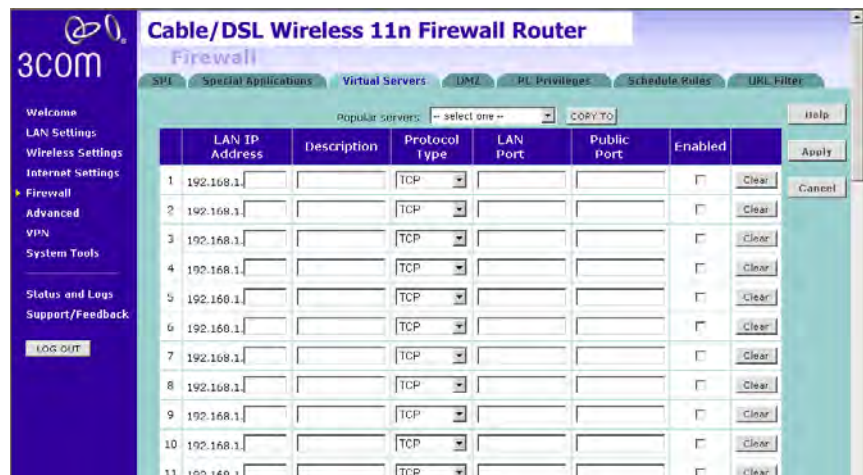 3COM
Cable/DSL Wireless 11n Firewall Router
Firewall
SPI Special Applications Virtual Servers DMZ PC Privileges Schedule Rules URL Filter
Welcome
LAN Settings
Wireless Settings
Internet Settings
Firewall
Advanced
VPN
System Tools
Status and Logs
Support/Feedback
LOG OUT
Popular servers: -- select one -- COPY TO
LAN IP Address Description Protocol Type LAN Port Public Port Enabled
1 192.168.1. TCP Clear
2 192.168.1. TCP Clear
3 192.168.1. TCP Clear
4 192.168.1. TCP Clear
5 192.168.1. TCP Clear
6 192.168.1. TCP Clear
7 192.168.1. TCP Clear
8 192.168.1. TCP Clear
9 192.168.1. TCP Clear
10 192.168.1. TCP Clear
11 192.168.1. TCP Clear
Help
Apply
Cancel